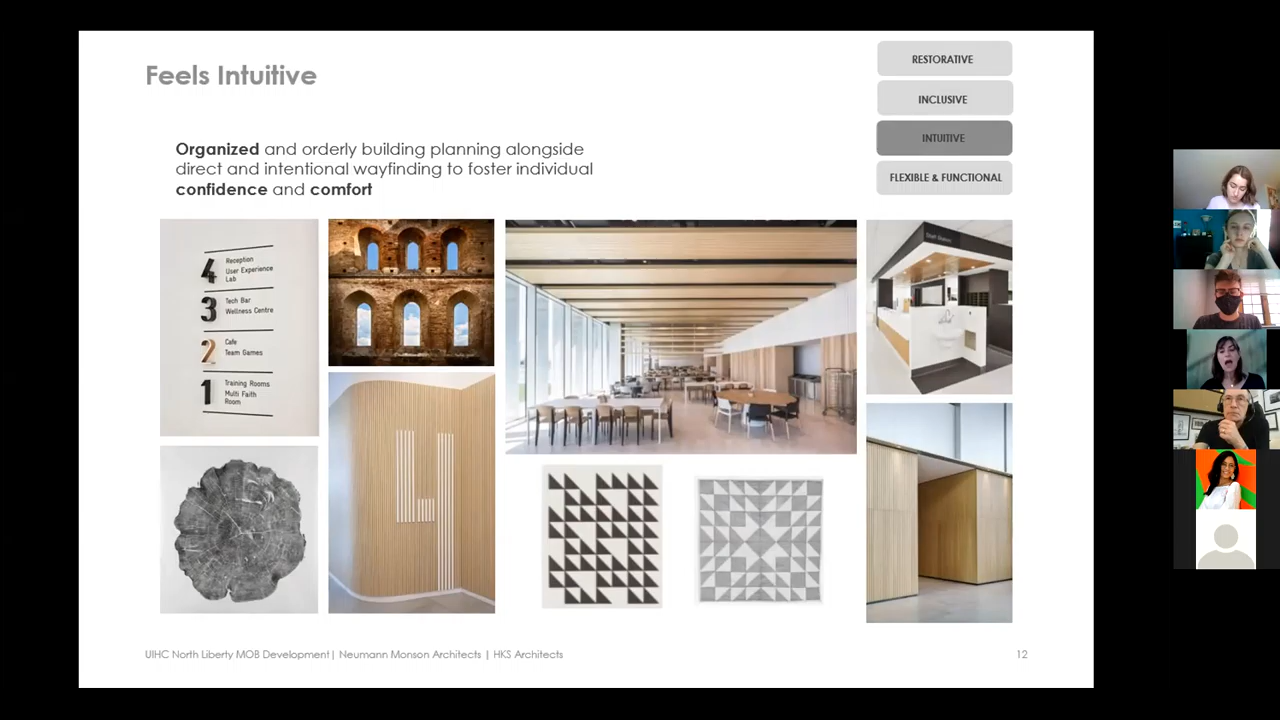 Feels Intuitive
RESTORATIVE
INCLUSIVE
INTUITIVE
FLEXIBLE & FUNCTIONAL
Organized and orderly building planning alongside
direct and intentional wayfinding to foster individual
confidence and comfort
4
Reception
User Experience
Lab
3
Tech Bar
Wellness Centre
2
Cafe
Team Games
1
Training Rooms
Multi Faith
Room
4
UIHC North Liberty MOB Development| Neumann Monson Architects | HKS Architects
12